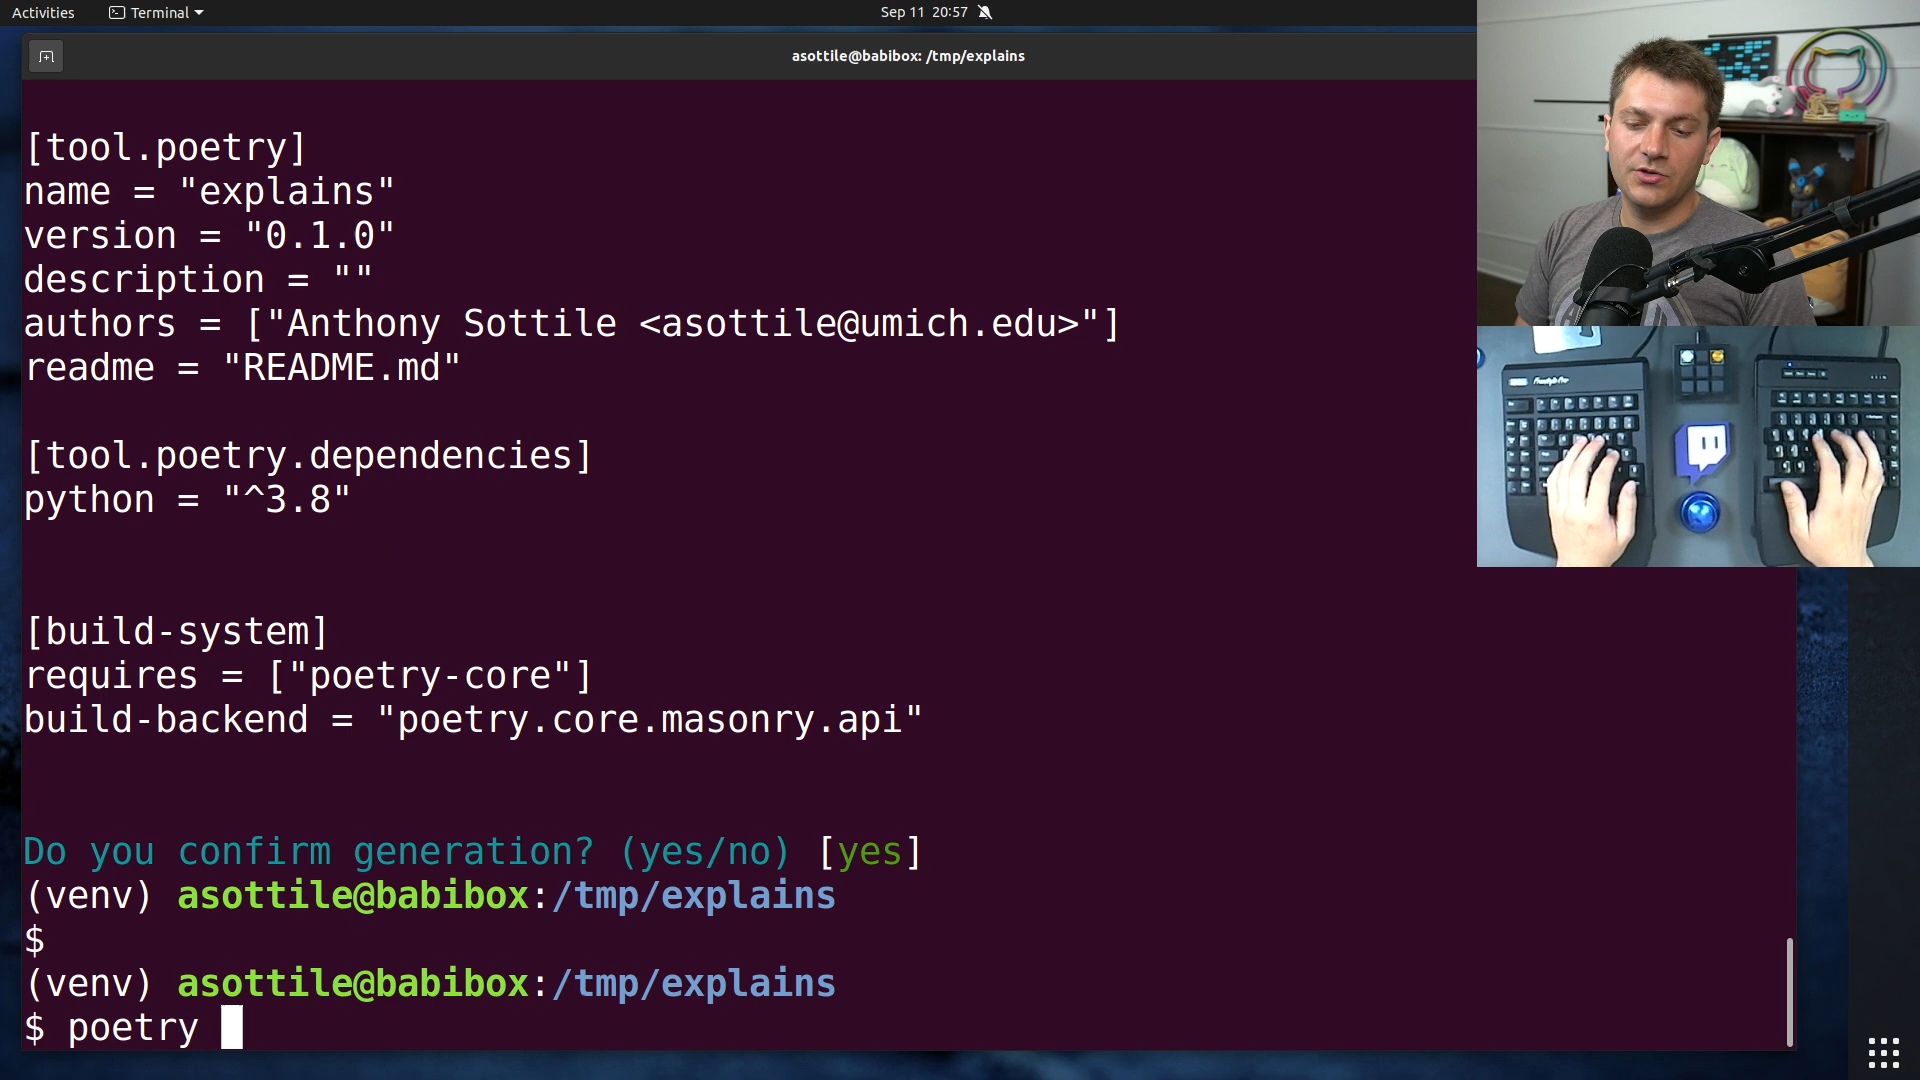 Activities
Terminal
Sep 11 20:57
asottile@babibox: /tmp/explains
[tool.poetry]
name = "explains"
version = "0.1.0"
description = ""
authors = ["Anthony Sottile <asottile@umich.edu>"]
readme = "README.md"
[tool.poetry.dependencies]
python = "^3.8"
[build-system]
requires = ["poetry-core"]
build-backend = "poetry.core.masonry.api"
Do you confirm generation? (yes/no) [yes]
(venv) asottile@babibox:/tmp/explains
$
(venv) asottile@babibox:/tmp/explains
$ poetry
Freestyle Pro